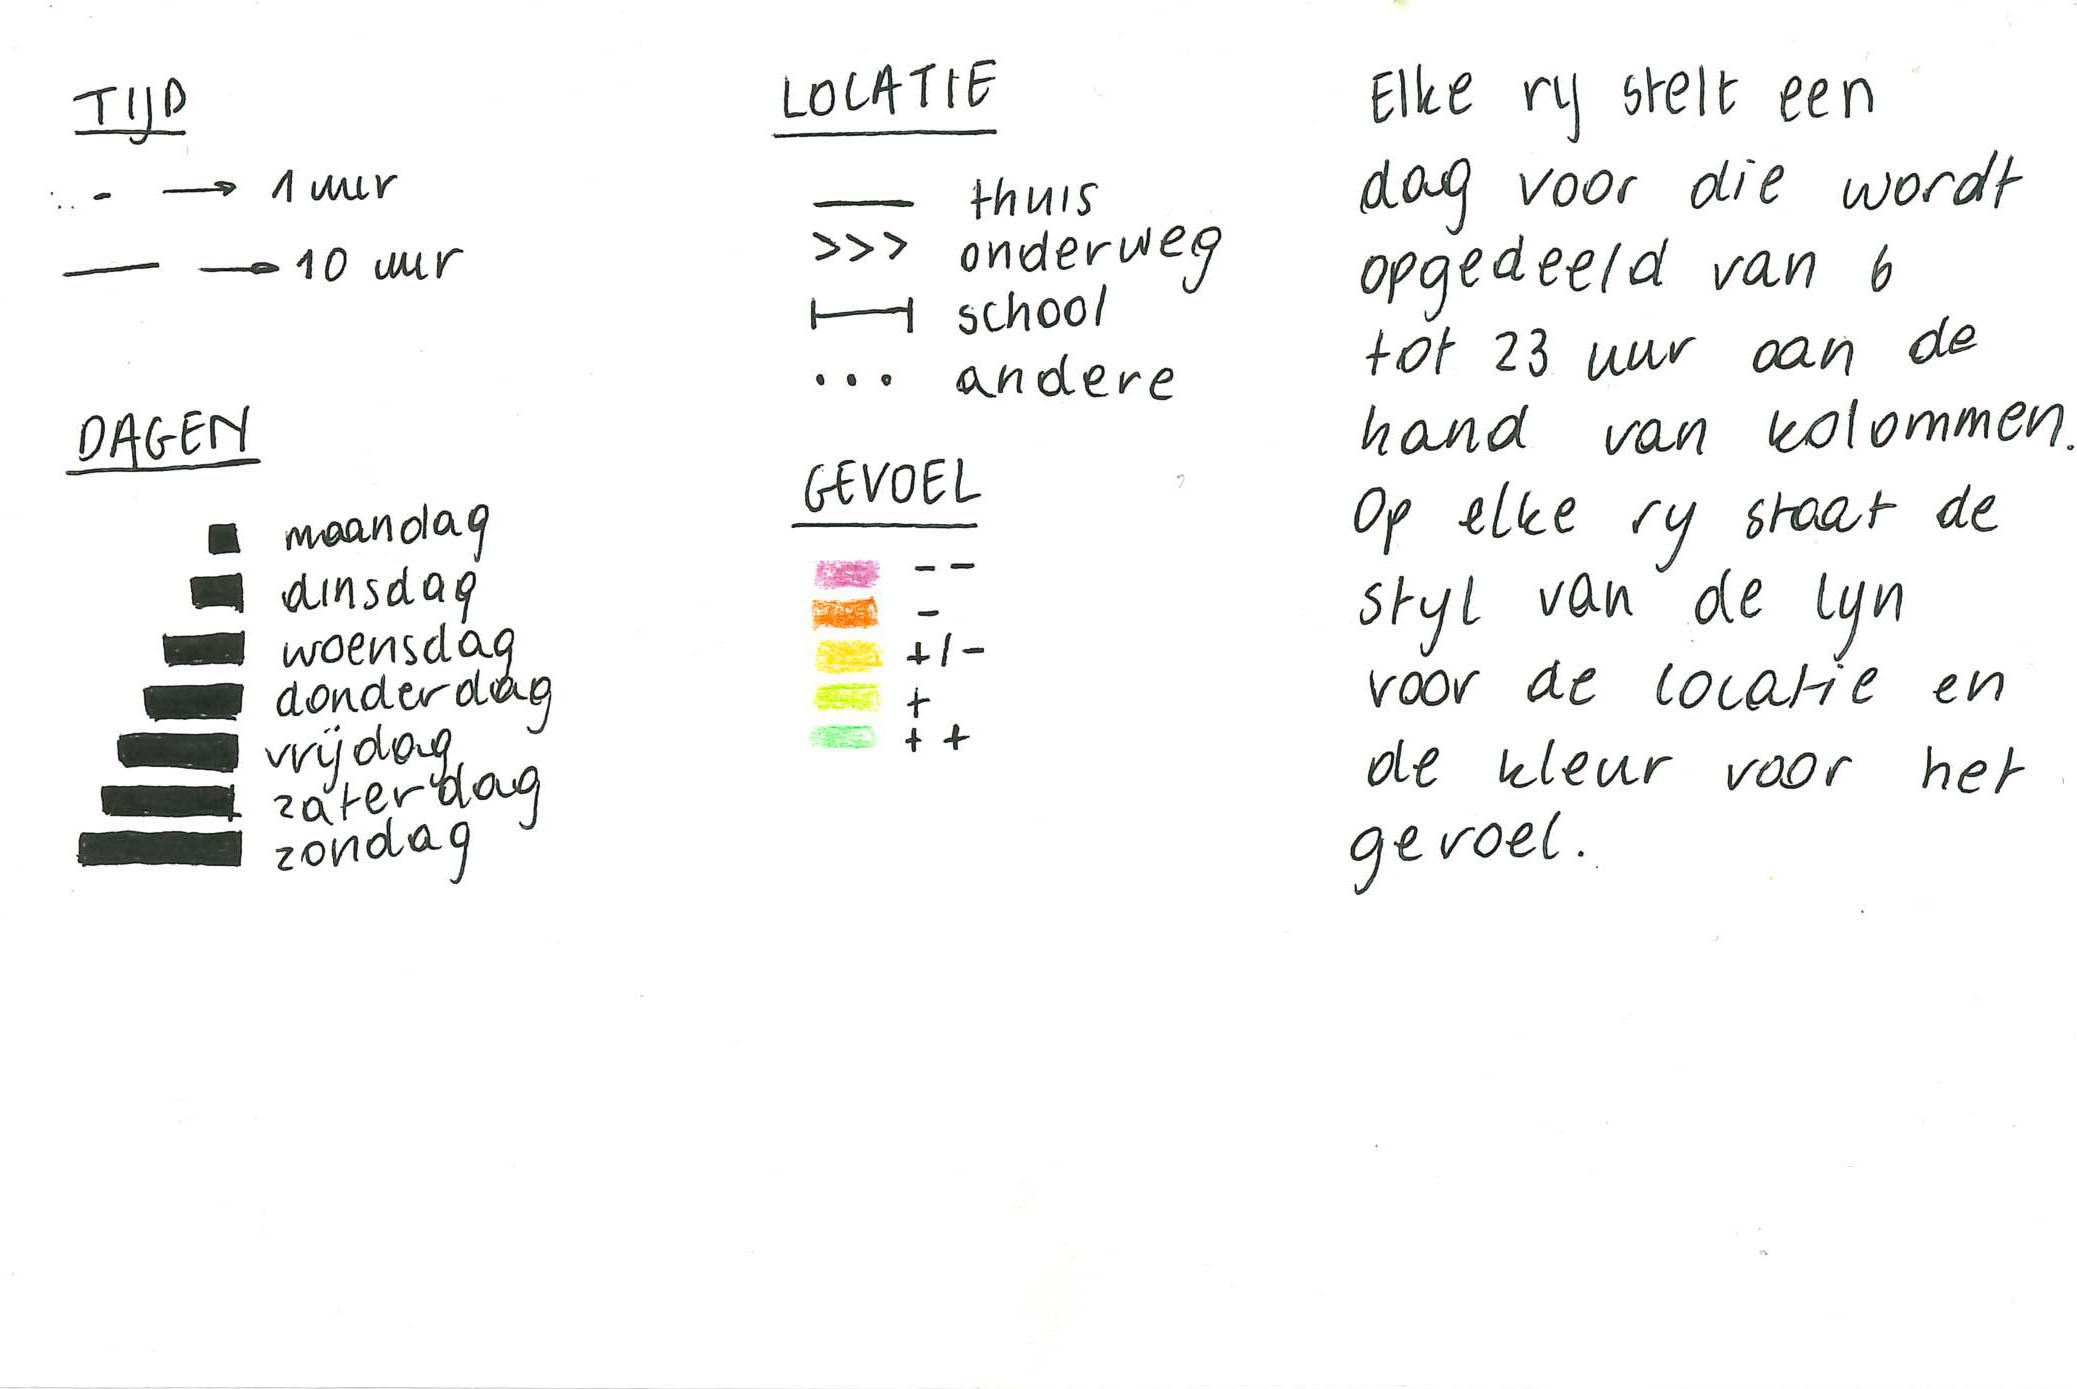 TIJD
1 uur
10 uur
DAGEN
maandag
dinsdag
woensdag
donderdag
vrijdag
zaterdag
zondag
LOCATIE
thuis
>>> onderweg
school
... andere
GEVOEL
--
-
+/-
+
++
Elke ry stelt een
dag voor die wordt
opgedeeld van 6
tot 23 uur aan de
hand van kolommen.
Op elke ry staat de
styl van de lyn
voor de locatie en
de kleur voor het
gevoel.